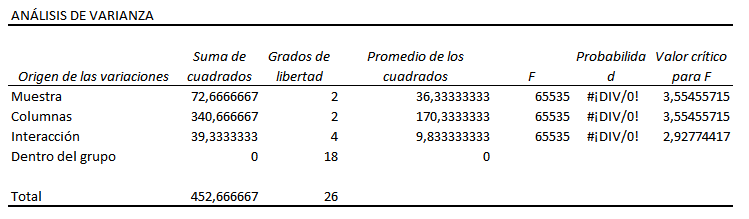 ANÁLISIS DE VARIANZA
Origen de las variaciones Suma de cuadrados Grados de libertad Promedio de los cuadrados F Probabilidad Valor crítico para F
Muestra 72,6666667 2 36,33333333 65535 #¡DIV/0! 3,55455715
Columnas 340,666667 2 170,3333333 65535 #¡DIV/0! 3,55455715
Interacción 39,3333333 4 9,833333333 65535 #¡DIV/0! 2,92774417
Dentro del grupo 0 18 0
Total 452,666667 26